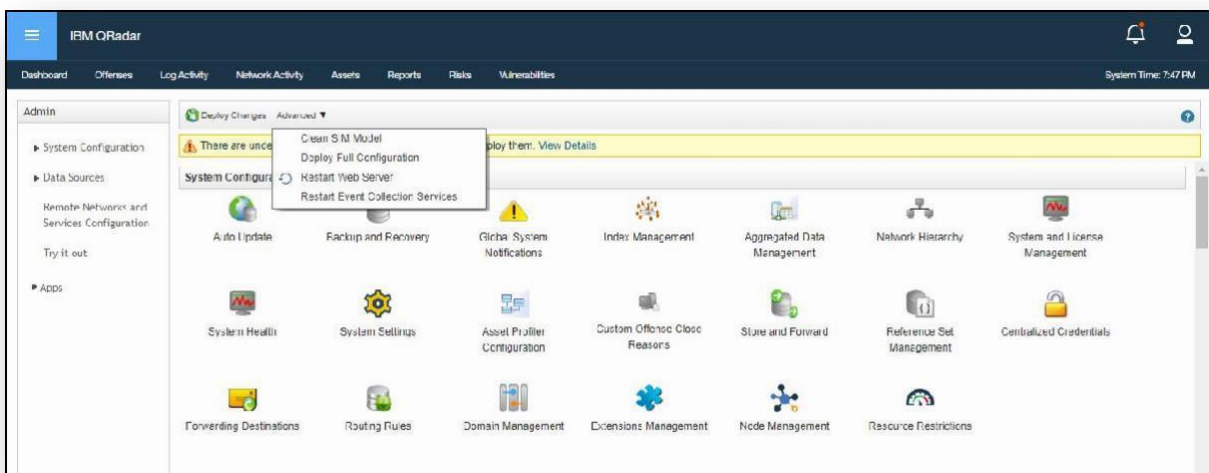 IBM QRadar
Dashboard Offenses Log Activity Network Activity Assets Reports Risks Vulnerabilities System Time: 7:47 PM
Admin
Deploy Changes Advanced ▼
Clean SIM Model
There are unce ploy them. View Details
Deploy Full Configuration
System Configuration
Data Sources
System Configura
Restart Web Server
Restart Event Collection Services
Remote Networks and
Services Configuration
Try it out
Apps
Auto Update Backup and Recovery Global System Index Management Aggregated Data Network Hierarchy System and License
Notifications Management Management
System Health System Settings Asset Profiler Custom Offense Close Store and Forward Reference Set Centralized Credentials
Configuration Reasons Management
Forwarding Destinations Routing Rules Domain Management Extensions Management Node Management Resource Restrictions